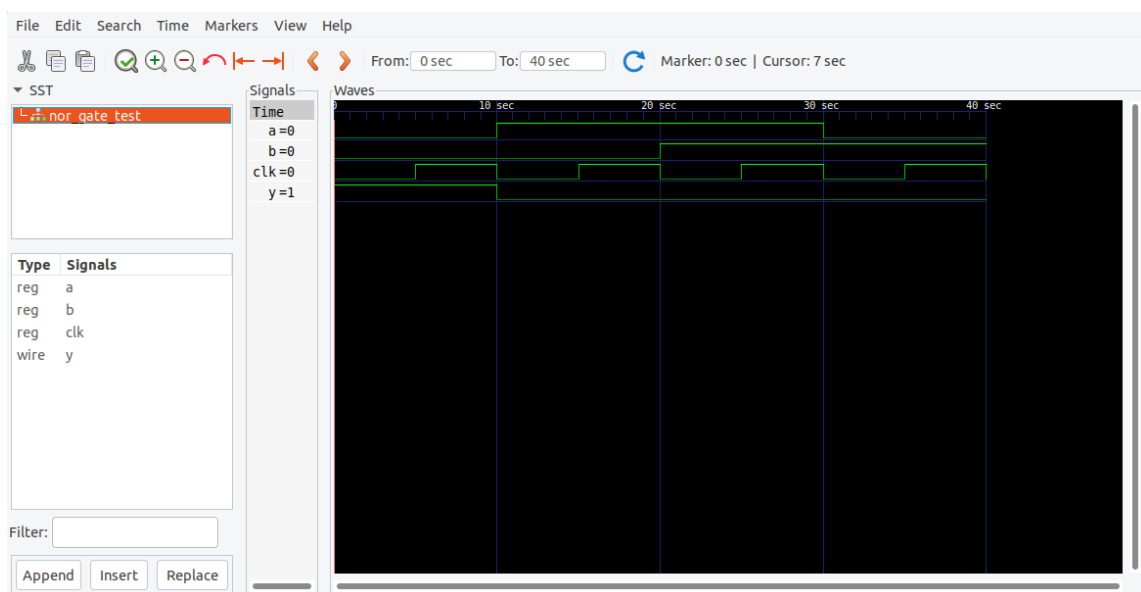 File Edit Search Time Markers View Help
From: 0 sec To: 40 sec Marker: 0 sec | Cursor: 7 sec
SST
nor_gate_test
Type Signals
reg a
reg b
reg clk
wire y
Filter:
Append Insert Replace
Signals
Time
a=0
b=0
clk=0
y=1
Waves
0 10 sec 20 sec 30 sec 40 sec